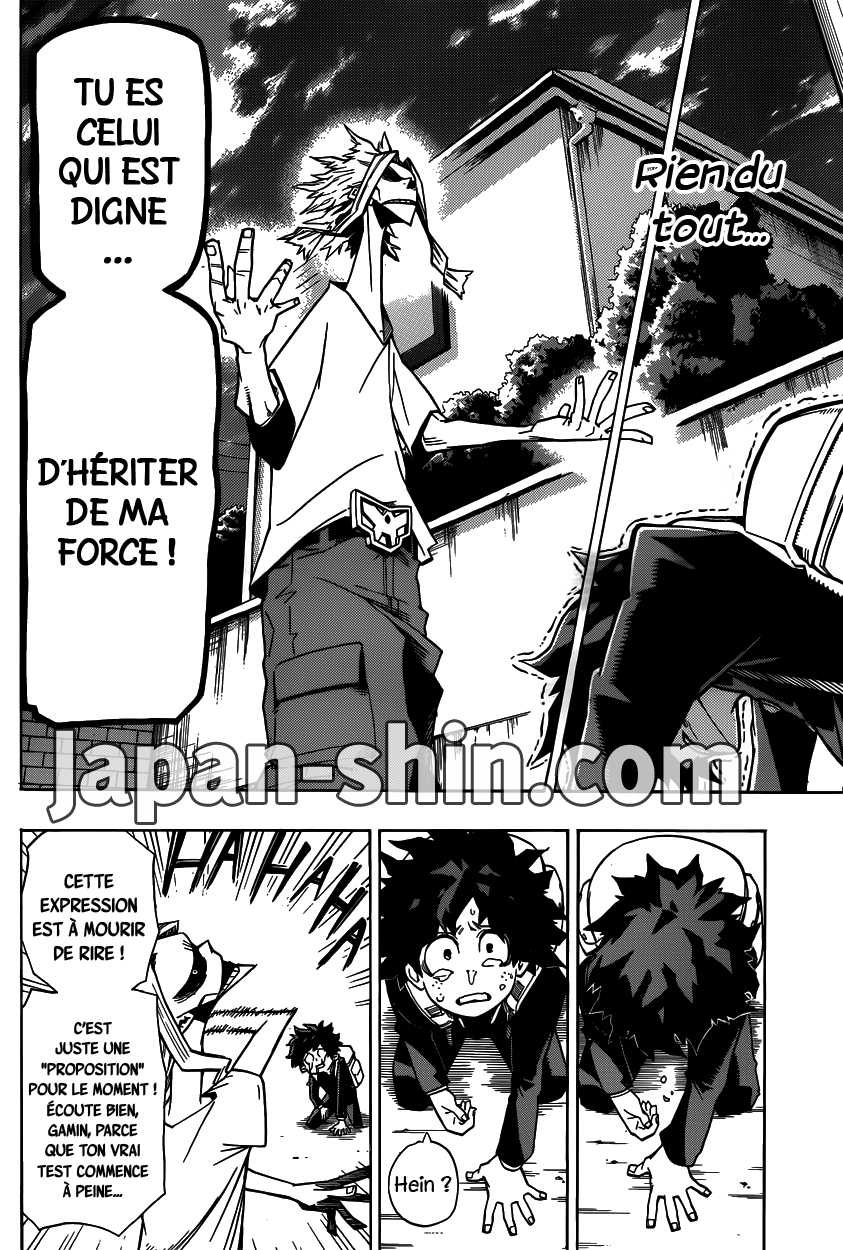 Rien du
tout...
TU ES
CELUI
QUI EST
DIGNE
...
D'HÉRITER
DE MA
FORCE !
japan-shin.com
Hein ?
HA HAHAHA
CETTE
EXPRESSION
EST À MOURIR
DE RIRE !
C'EST
JUSTE UNE
"PROPOSITION"
POUR LE MOMENT !
ÉCOUTE BIEN,
GAMIN, PARCE
QUE TON VRAI
TEST COMMENCE
À PEINE...